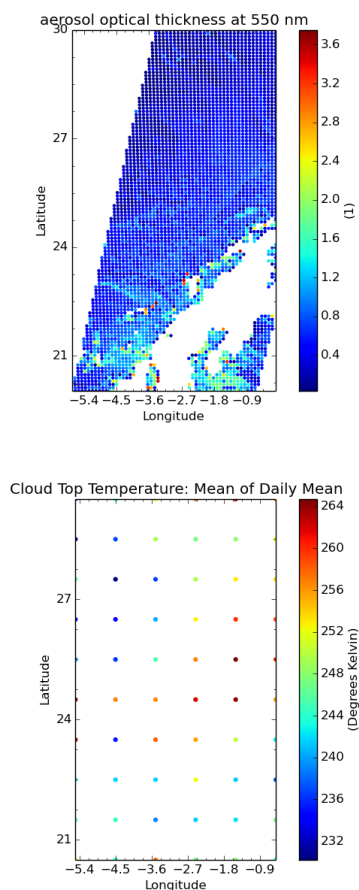 aerosol optical thickness at 550 nm
30
27
24
21
Latitude
−5.4 −4.5 −3.6 −2.7 −1.8 −0.9
Longitude
3.6
3.2
2.8
2.4
2.0
1.6
1.2
0.8
0.4
(1)
Cloud Top Temperature: Mean of Daily Mean
27
24
21
Latitude
−5.4 −4.5 −3.6 −2.7 −1.8 −0.9
Longitude
264
260
256
252
248
244
240
236
232
(Degrees Kelvin)